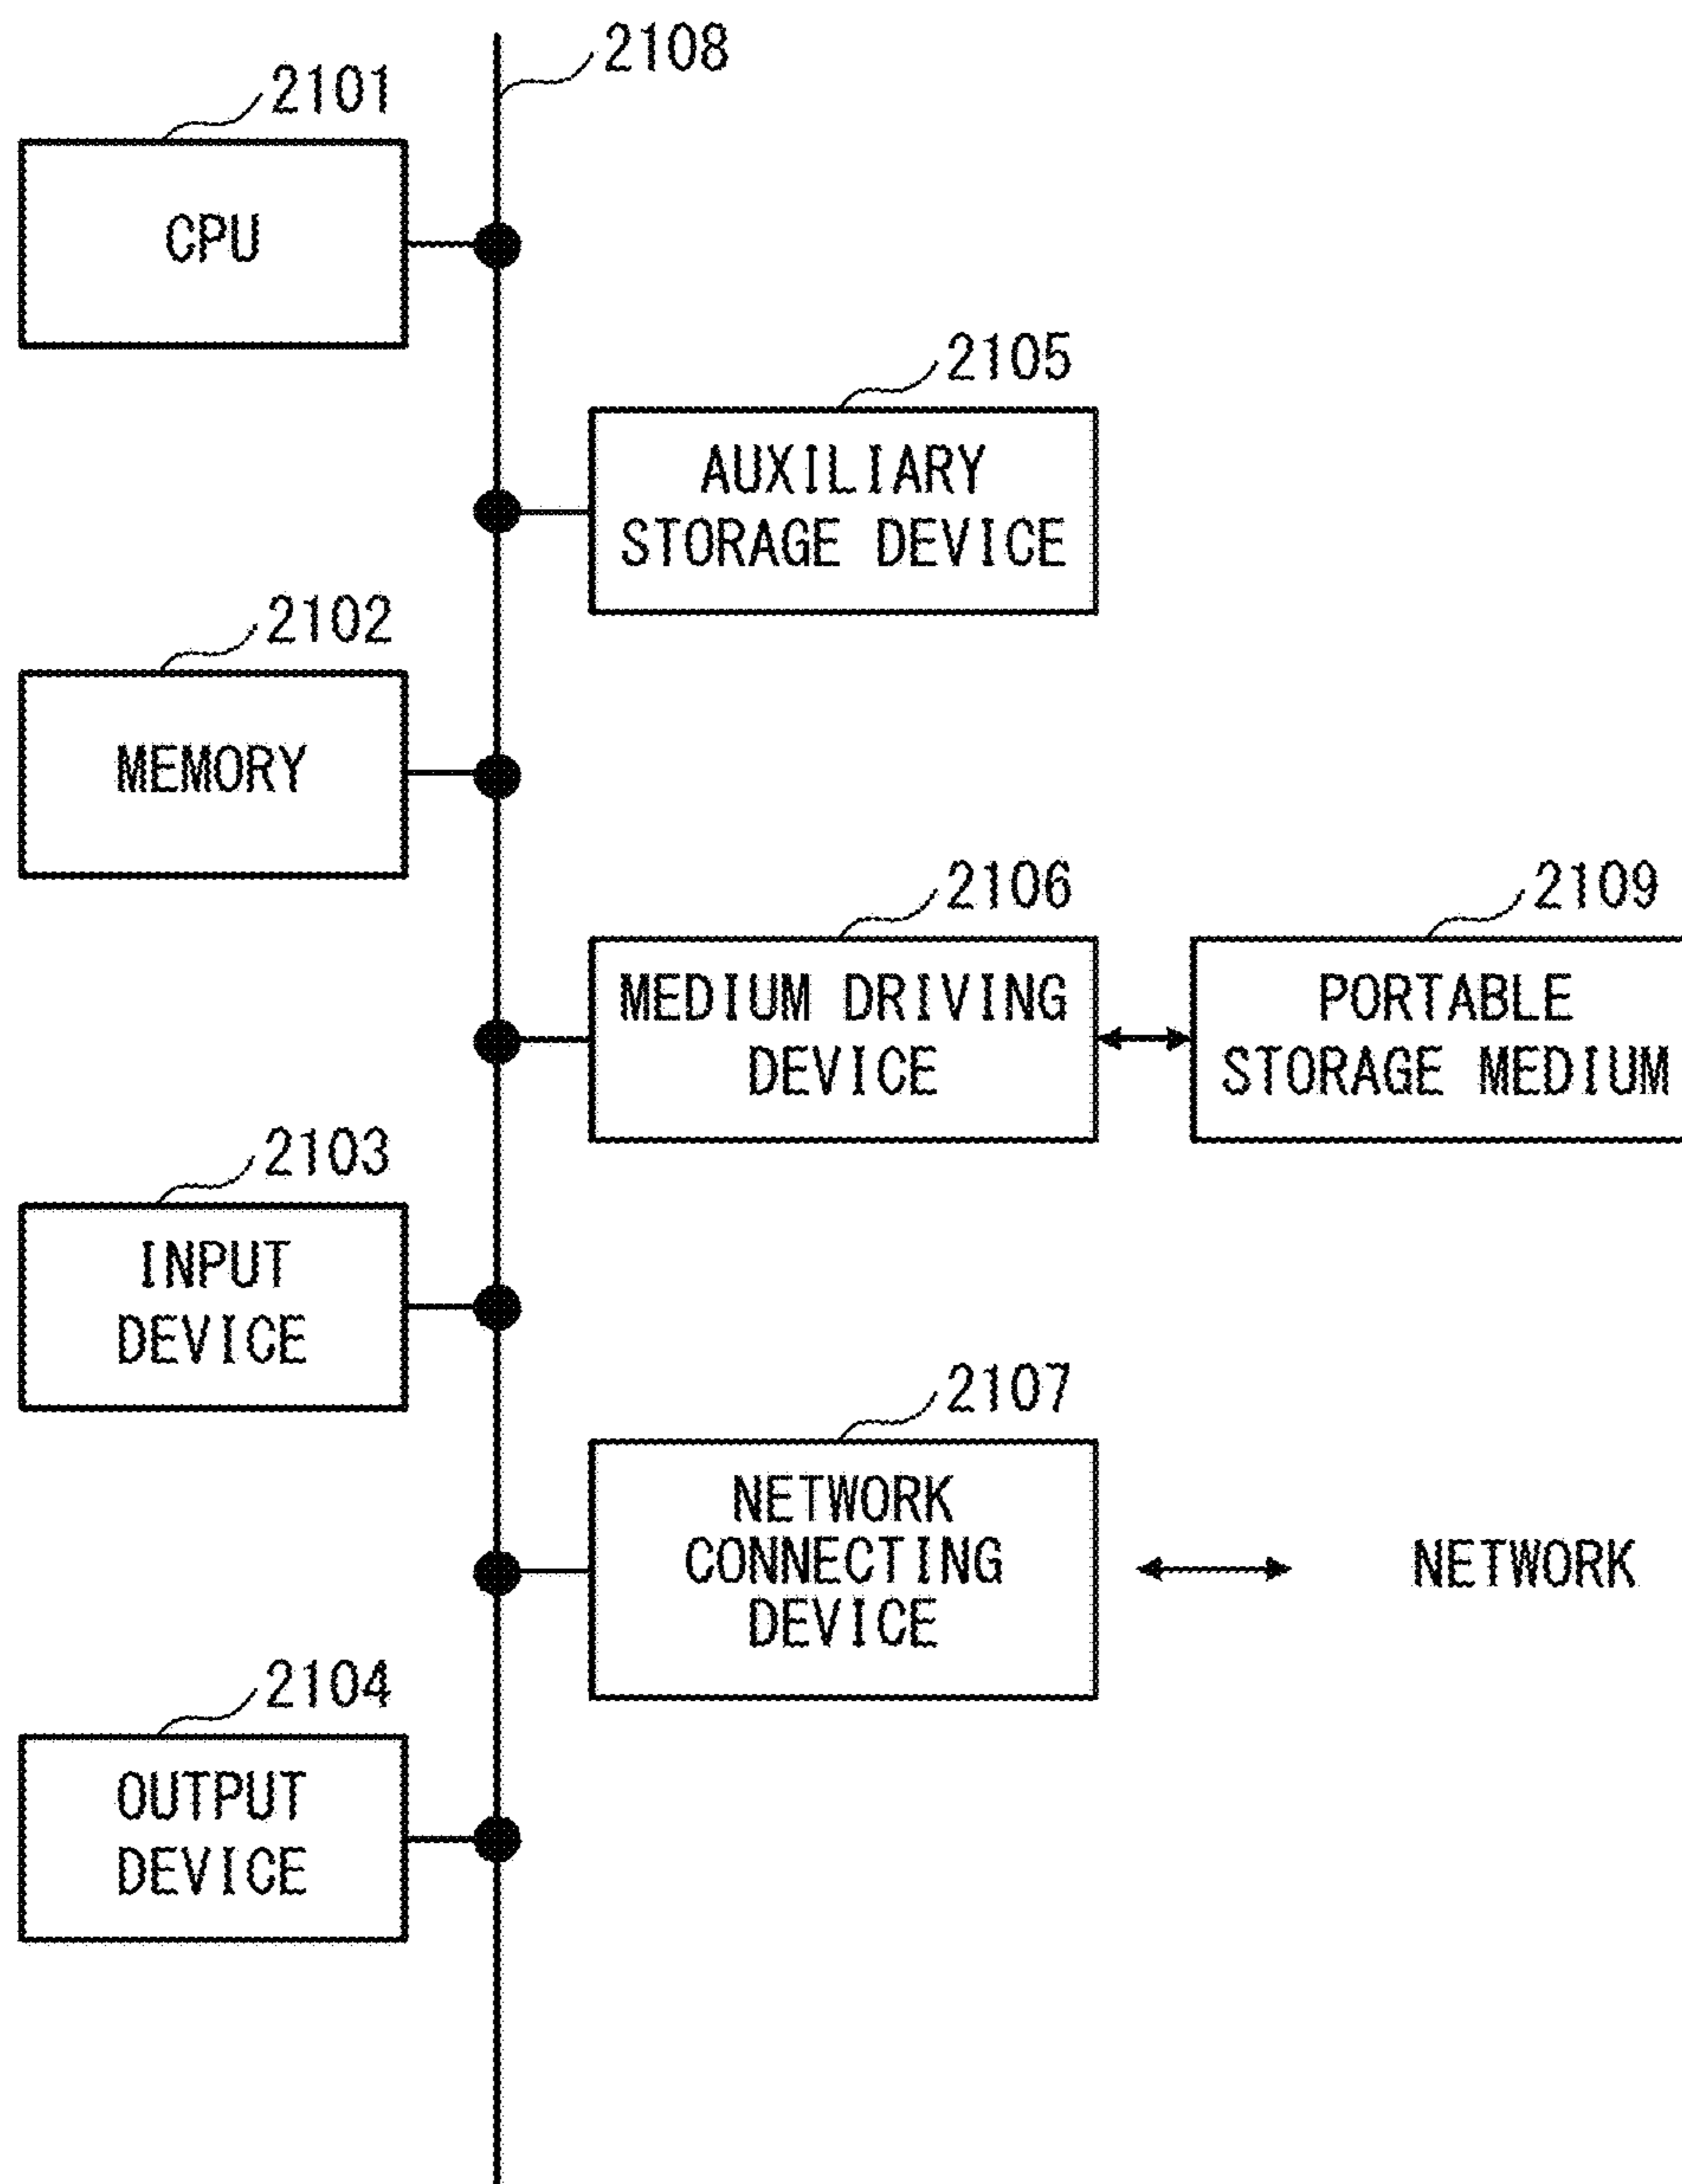 2108
2101
CPU
2105
AUXILIARY
STORAGE DEVICE
2102
MEMORY
2106
MEDIUM DRIVING
DEVICE
2109
PORTABLE
STORAGE MEDIUM
2103
INPUT
DEVICE
2107
NETWORK
CONNECTING
DEVICE
NETWORK
2104
OUTPUT
DEVICE